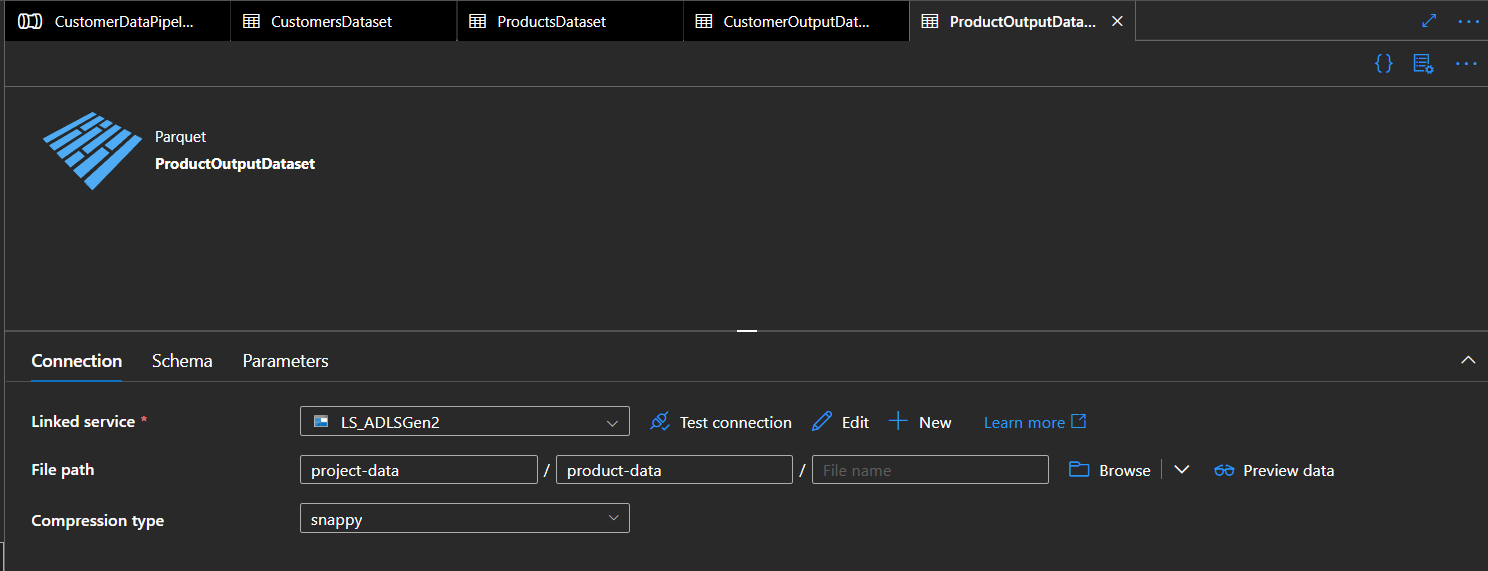 CustomerDataPipel... CustomersDataset ProductsDataset CustomerOutputDat... ProductOutputData...
Parquet
ProductOutputDataset
Connection Schema Parameters
Linked service * LS_ADLSGen2 Test connection Edit New Learn more
File path project-data / product-data / File name Browse Preview data
Compression type snappy